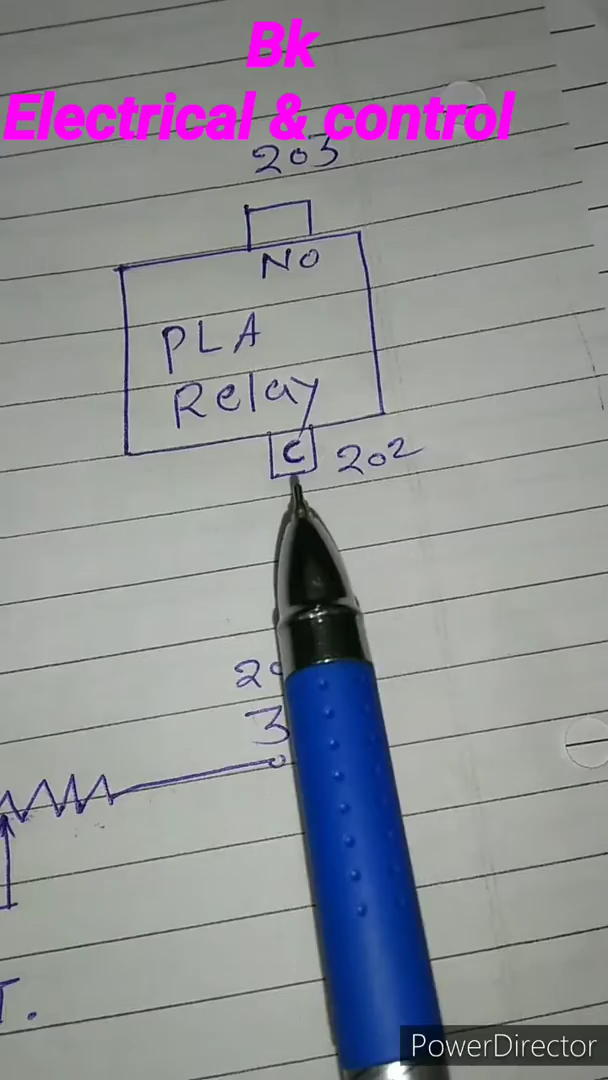 Bk
Electrical & control
203
NO
PLA
Relay
C 202
3
T.
PowerDirector